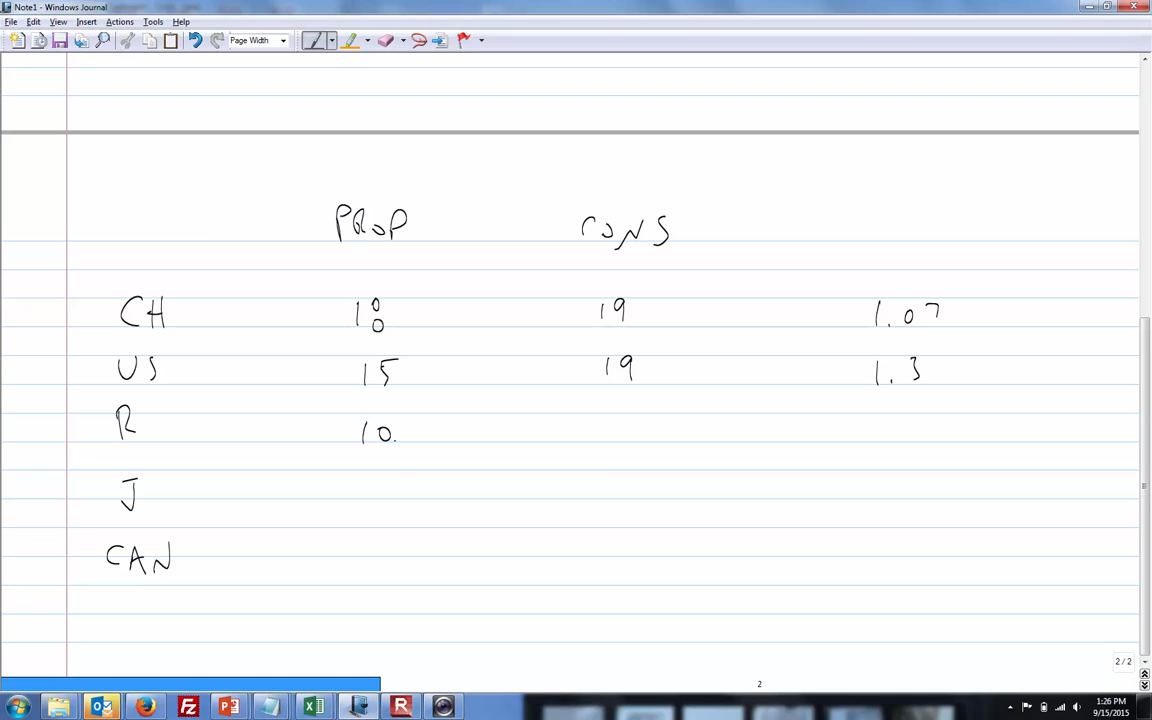 Note1 - Windows Journal
File Edit View Insert Actions Tools Help
Page Width
PROP CONS
CH 18 19 1.07
US 15 19 1.3
R 10.
J
CAN
2 / 2
2
1:26 PM
9/15/2015